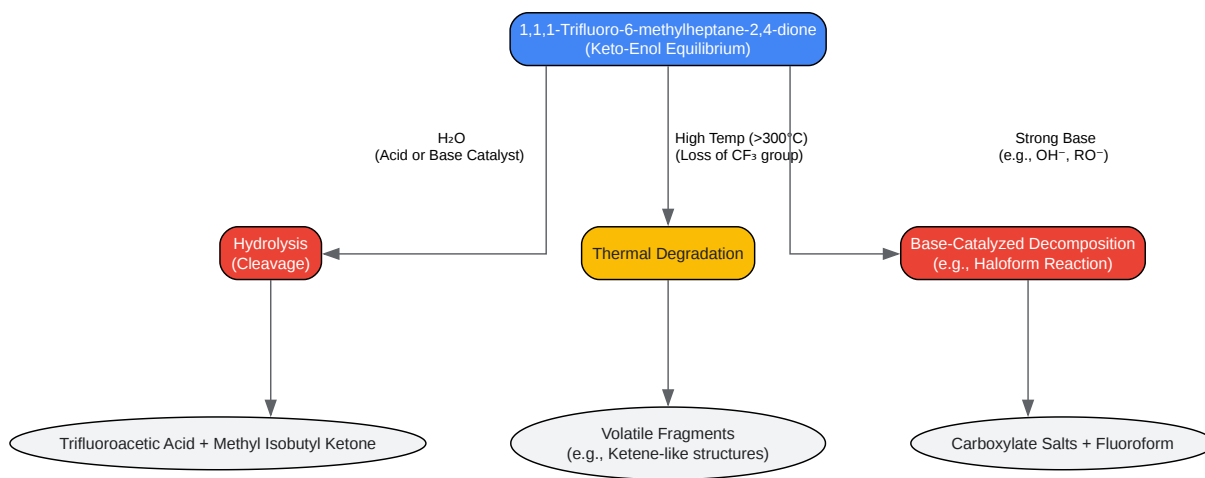 1,1,1-Trifluoro-6-methylheptane-2,4-dione
(Keto-Enol Equilibrium)
H₂O
(Acid or Base Catalyst)
High Temp (>300°C)
(Loss of CF₃ group)
Strong Base
(e.g., OH⁻, RO⁻)
Hydrolysis
(Cleavage)
Thermal Degradation
Base-Catalyzed Decomposition
(e.g., Haloform Reaction)
Trifluoroacetic Acid + Methyl Isobutyl Ketone
Volatile Fragments
(e.g., Ketene-like structures)
Carboxylate Salts + Fluoroform